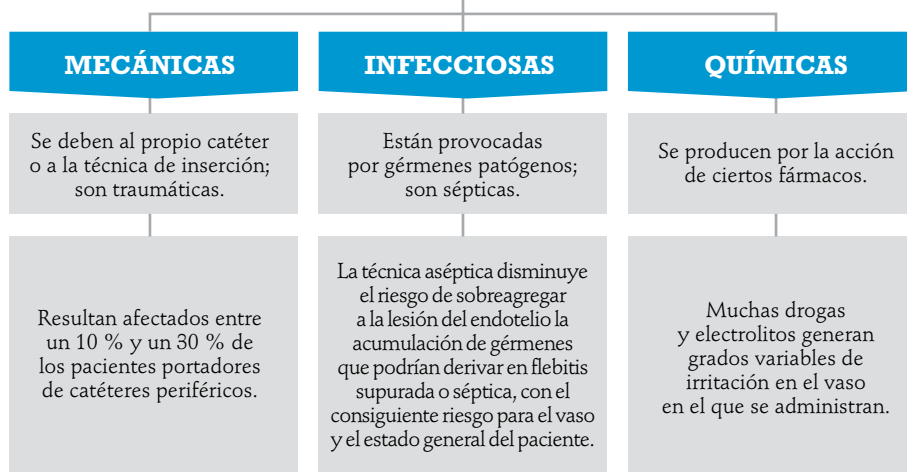 MECÁNICAS
Se deben al propio catéter
o a la técnica de inserción;
son traumáticas.
Resultan afectados entre
un 10 % y un 30 % de
los pacientes portadores
de catéteres periféricos.
INFECCIOSAS
Están provocadas
por gérmenes patógenos;
son sépticas.
La técnica aséptica disminuye
el riesgo de sobreagregar
a la lesión del endotelio la
acumulación de gérmenes
que podrían derivar en flebitis
supurada o séptica, con el
consiguiente riesgo para el vaso
y el estado general del paciente.
QUÍMICAS
Se producen por la acción
de ciertos fármacos.
Muchas drogas
y electrolitos generan
grados variables de
irritación en el vaso
en el que se administran.